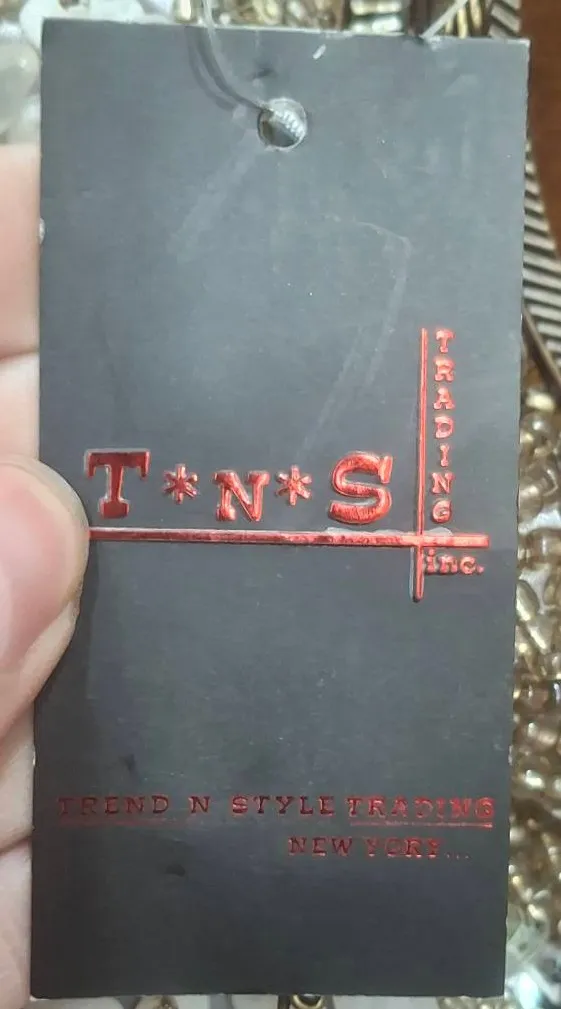 T*N*S
TRADING
inc.
TREND N STYLE TRADING
NEW YORK...